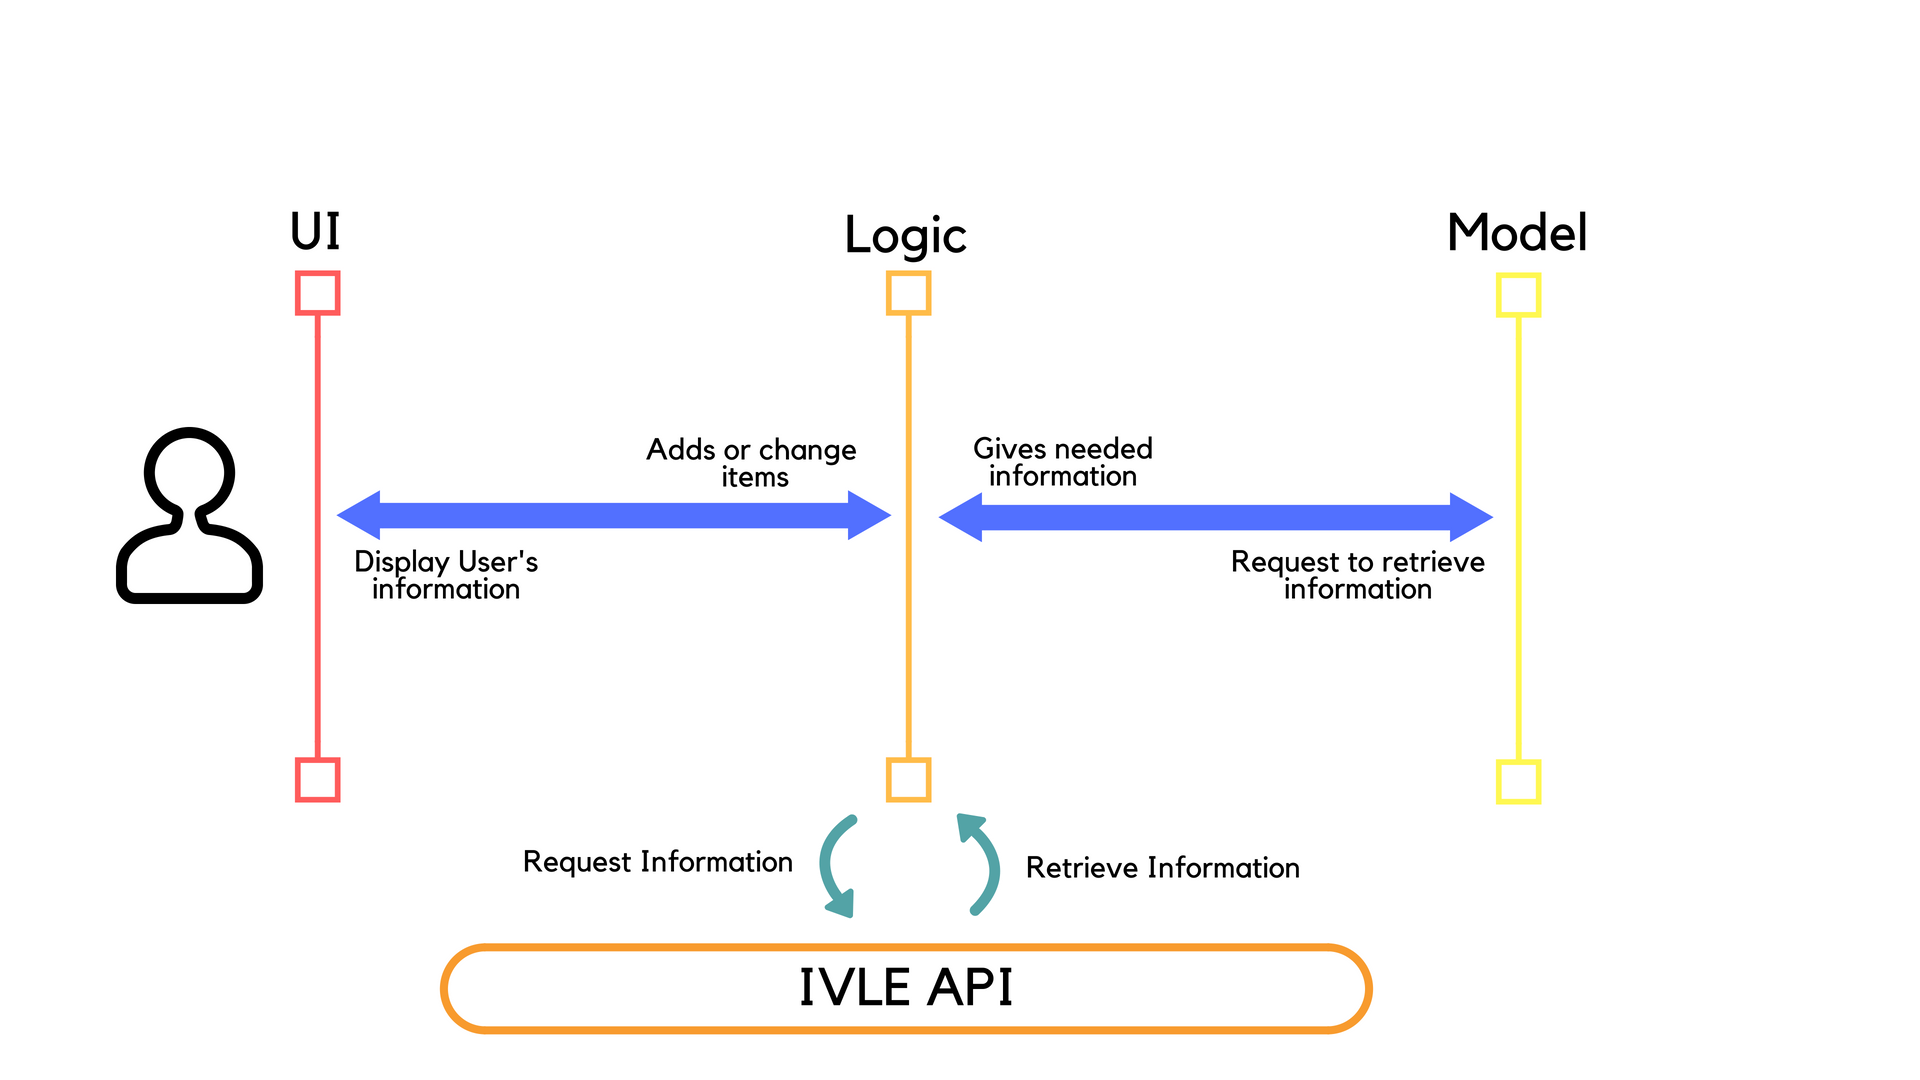 UI
Logic
Model
Adds or change
items
Gives needed
information
Display User's
information
Request to retrieve
information
Request Information
Retrieve Information
IVLE API